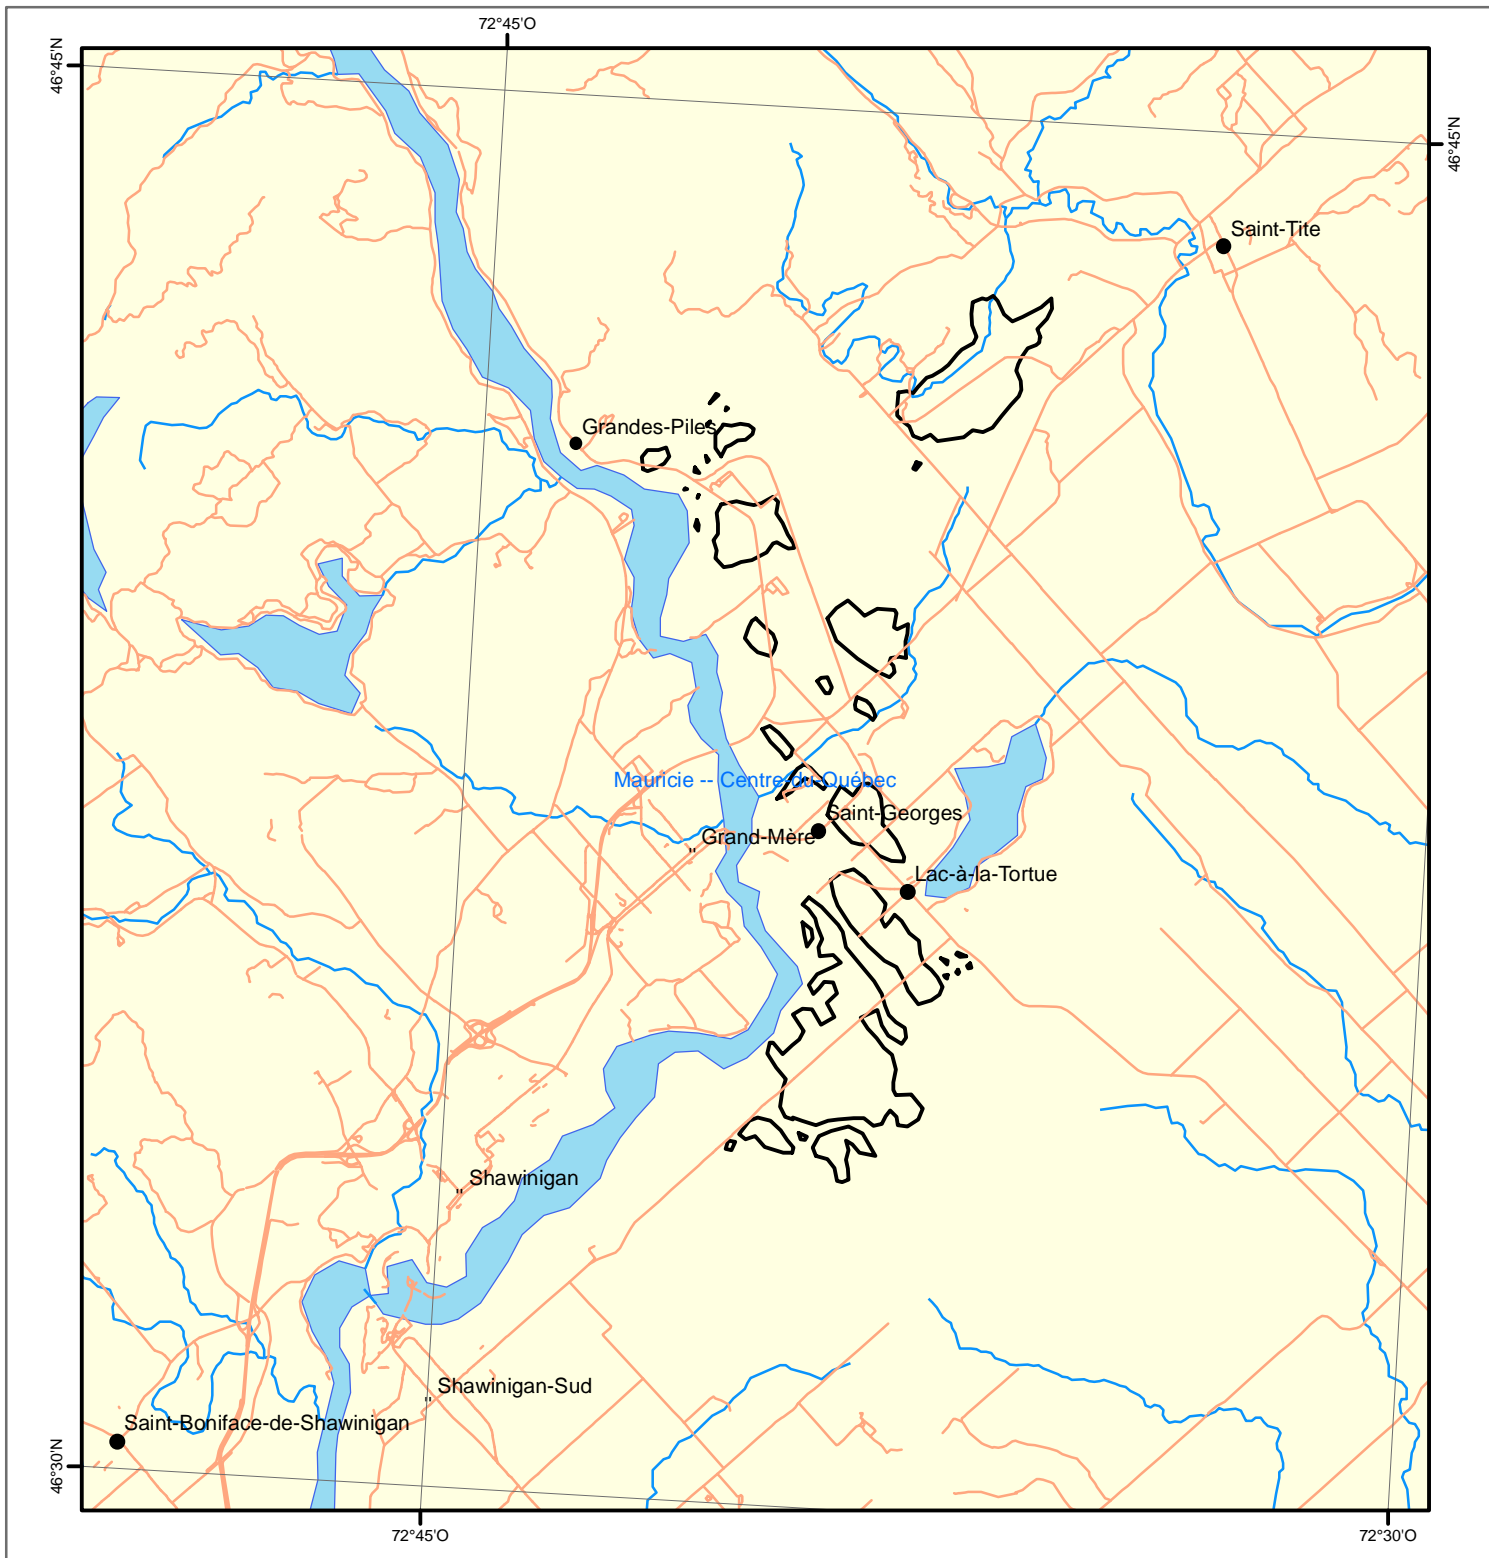 72°45'O
46°45'N
46°45'N
Saint-Tite
Grandes-Piles
Mauricie -- Centre-du-Québec
Saint-Georges
Grand-Mère
Lac-à-la-Tortue
Shawinigan
Shawinigan-Sud
Saint-Boniface-de-Shawinigan
46°30'N
72°45'O
72°30'O